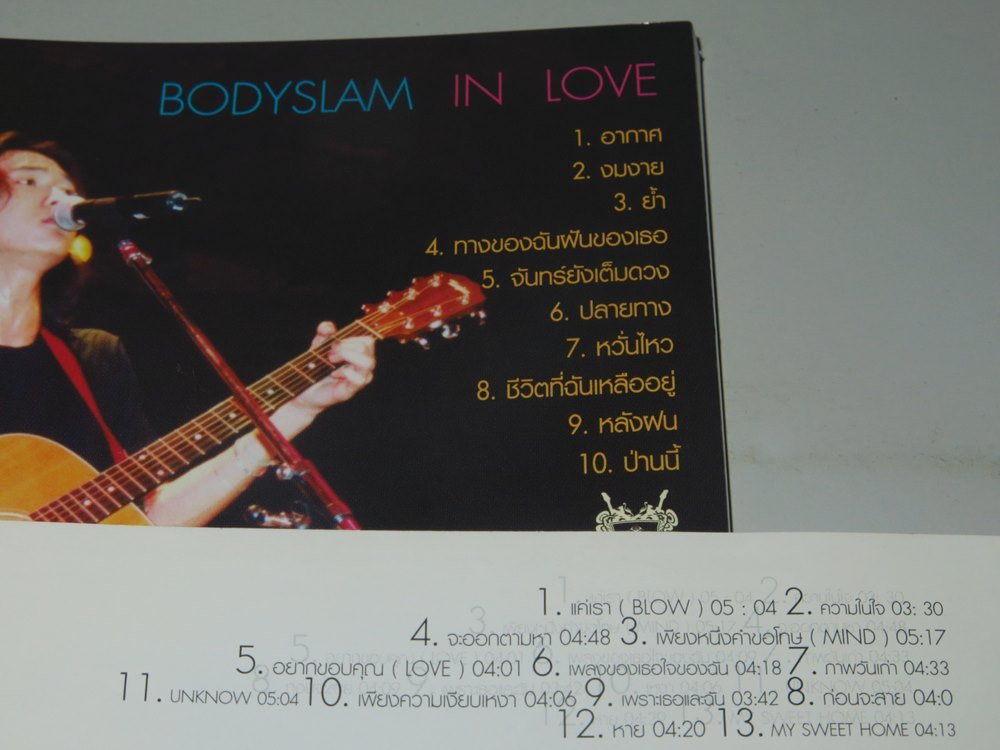 BODYSLAM IN LOVE
1. อากาศ
2. งมงาย
3. ย้ำ
4. ทางของฉันฝันของเธอ
5. จันทร์ยังเต็มดวง
6. ปลายทาง
7. หวั่นไหว
8. ชีวิตที่ฉันเหลืออยู่
9. หลังฝน
10. ป่านนี้
1. แค่เรา ( BLOW ) 05 : 04 2. ความในใจ 03: 30
4. จะออกตามหา 04:48 3. เพียงหนึ่งคำขอโทษ ( MIND ) 05:17
5. อยากขอบคุณ ( LOVE ) 04:01 6. เพลงของเธอใจของฉัน 04:18 7. ภาพวันเก่า 04:33
11. UNKNOW 05:04 10. เพียงความเงียบเหงา 04:06 9. เพราะเธอและฉัน 03:42 8. ก่อนจะสาย 04:0
12. หาย 04:20 13. MY SWEET HOME 04:13